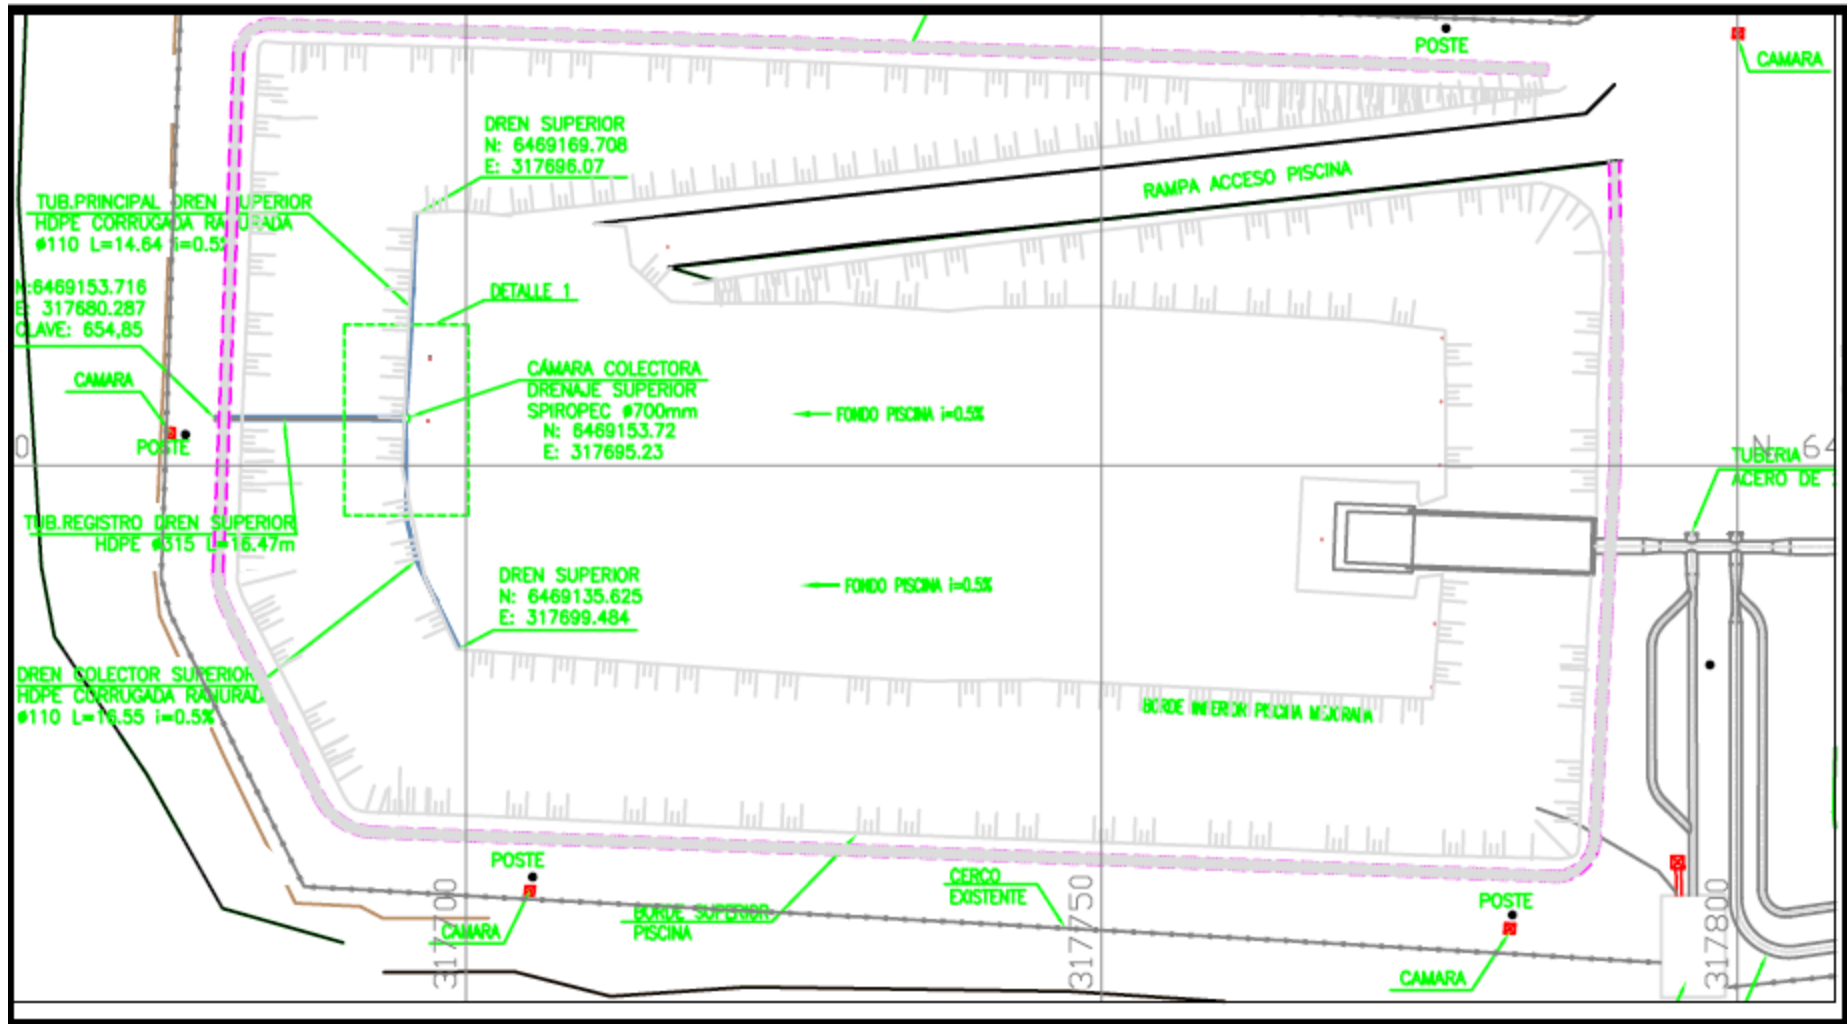 POSTE
CAMARA
DREN SUPERIOR
N: 6469169.708
E: 317696.07
RAMPA ACCESO PISCINA
TUB.PRINCIPAL DREN SUPERIOR
HDPE CORRUGADA RANURADA
ø110 L=14.64 i=0.5%
N:6469153.716
E: 317680.287
CLAVE: 654,85
DETALLE 1
CAMARA
POSTE
CÁMARA COLECTORA
DRENAJE SUPERIOR
SPIROPEC ø700mm
N: 6469153.72
E: 317695.23
FONDO PISCINA i=0.5%
0
N 64
TUBERIA
ACERO DE
TUB.REGISTRO DREN SUPERIOR
HDPE ø315 L=16.47m
DREN SUPERIOR
N: 6469135.625
E: 317699.484
FONDO PISCINA i=0.5%
DREN COLECTOR SUPERIOR
HDPE CORRUGADA RANURADA
ø110 L=16.55 i=0.5%
BORDE INFERIOR PISCINA MEJORADA
POSTE
CAMARA
317700
BORDE SUPERIOR
PISCINA
CERCO
EXISTENTE
317750
POSTE
CAMARA
317800